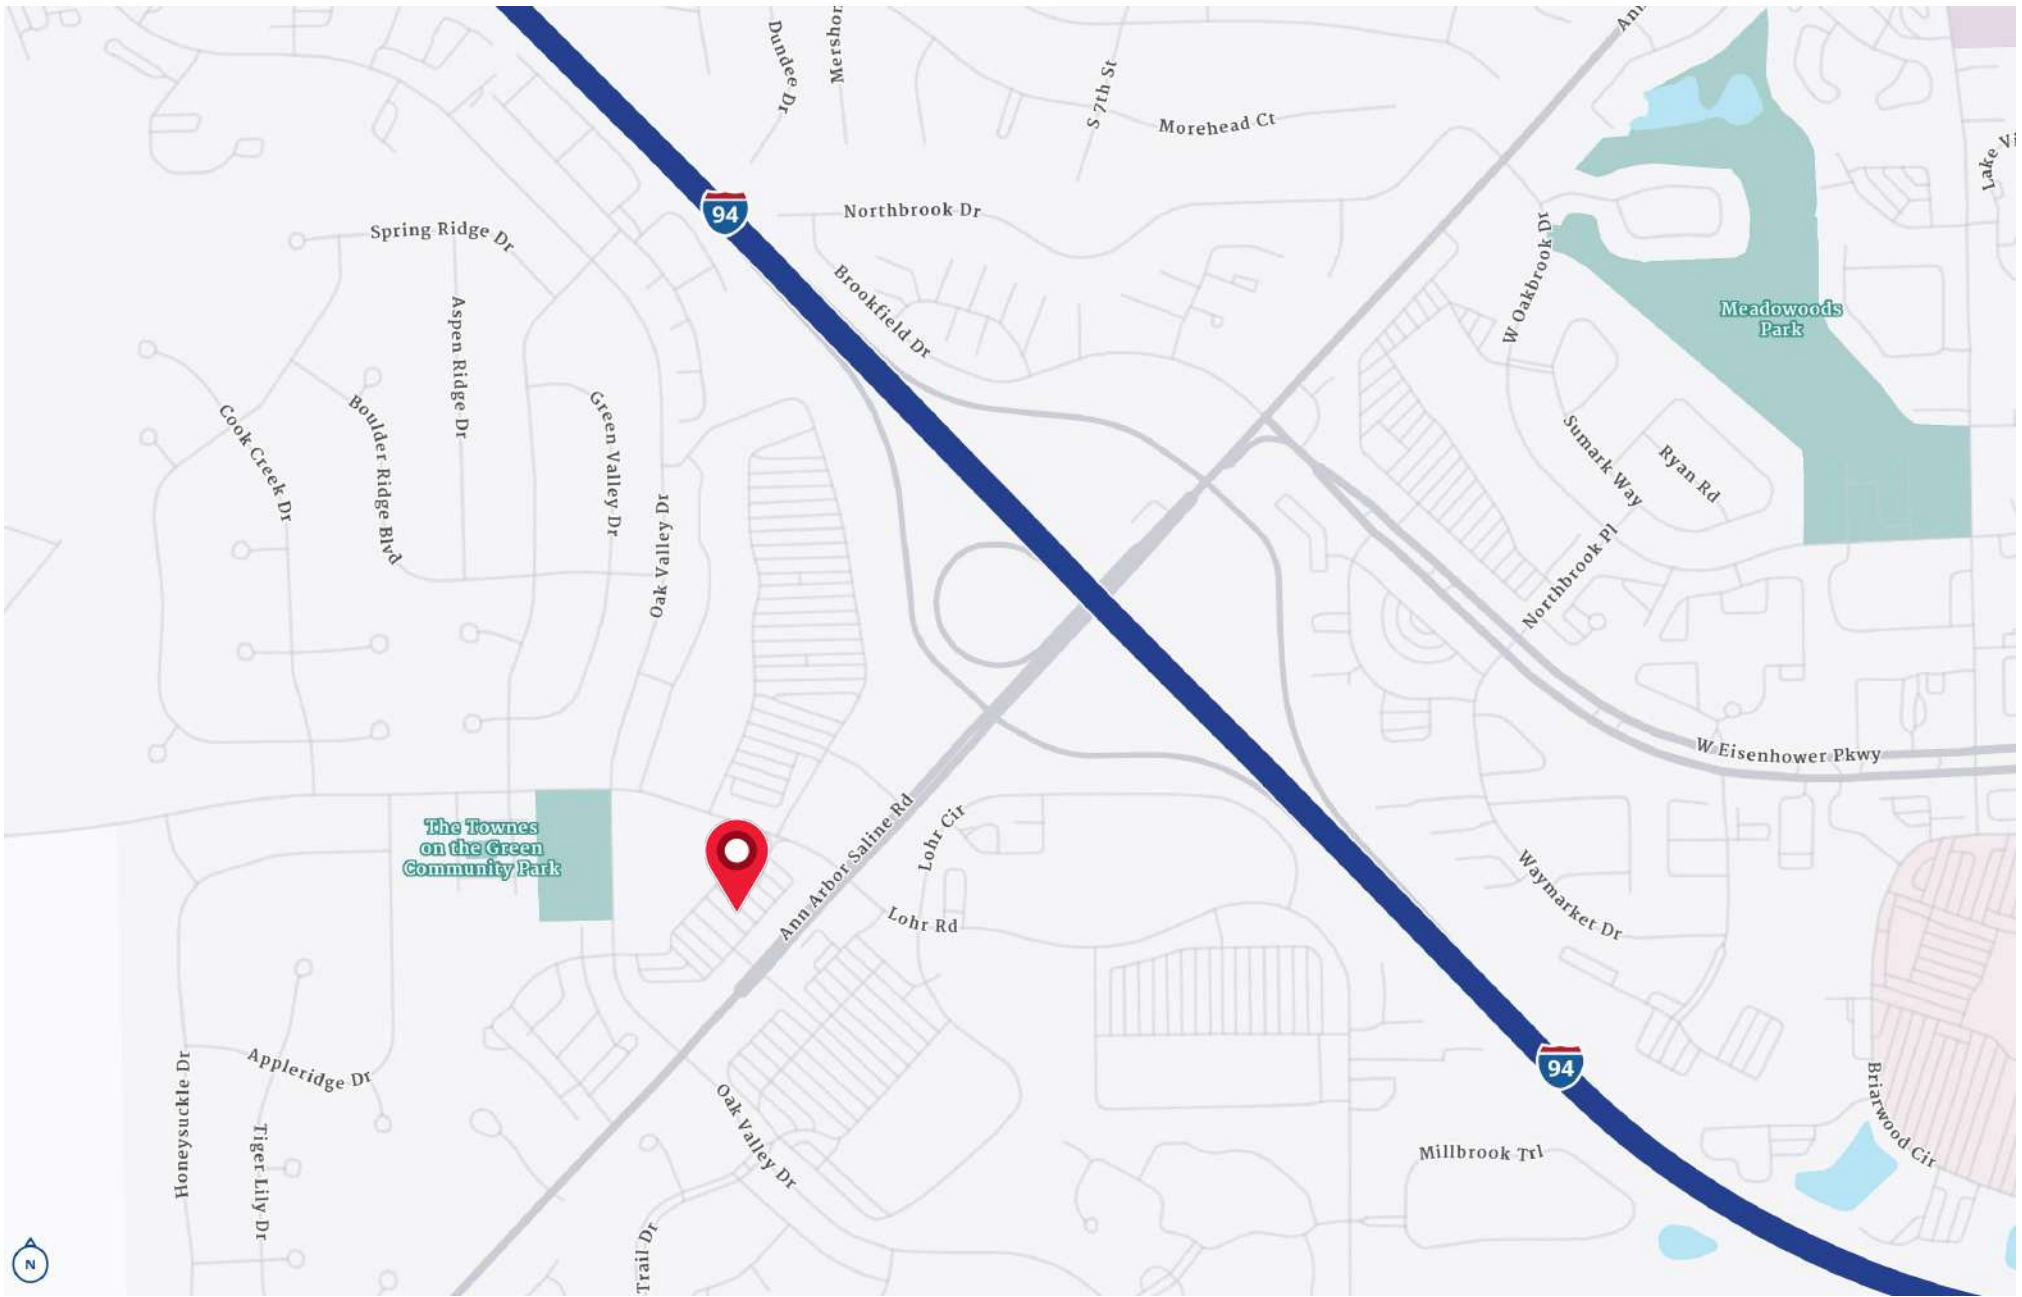 Ann
Dundee Dr
Mershon
S 7th St
Morehead Ct
Lake Vi
94
Northbrook Dr
Spring Ridge Dr
W Oakbrook Dr
Brookfield Dr
Aspen Ridge Dr
Meadowoods
Park
Cook Creek Dr
Boulder Ridge Blvd
Green Valley Dr
Sumark Way
Ryan Rd
Oak Valley Dr
Northbrook Pl
W Eisenhower Pkwy
The Townes
on the Green
Community Park
Ann Arbor Saline Rd
Lohr Cir
Lohr Rd
Waymarket Dr
94
Honeysuckle Dr
Appleridge Dr
Tiger Lily Dr
Oak Valley Dr
Millbrook Trl
Briarwood Cir
Trail Dr
N